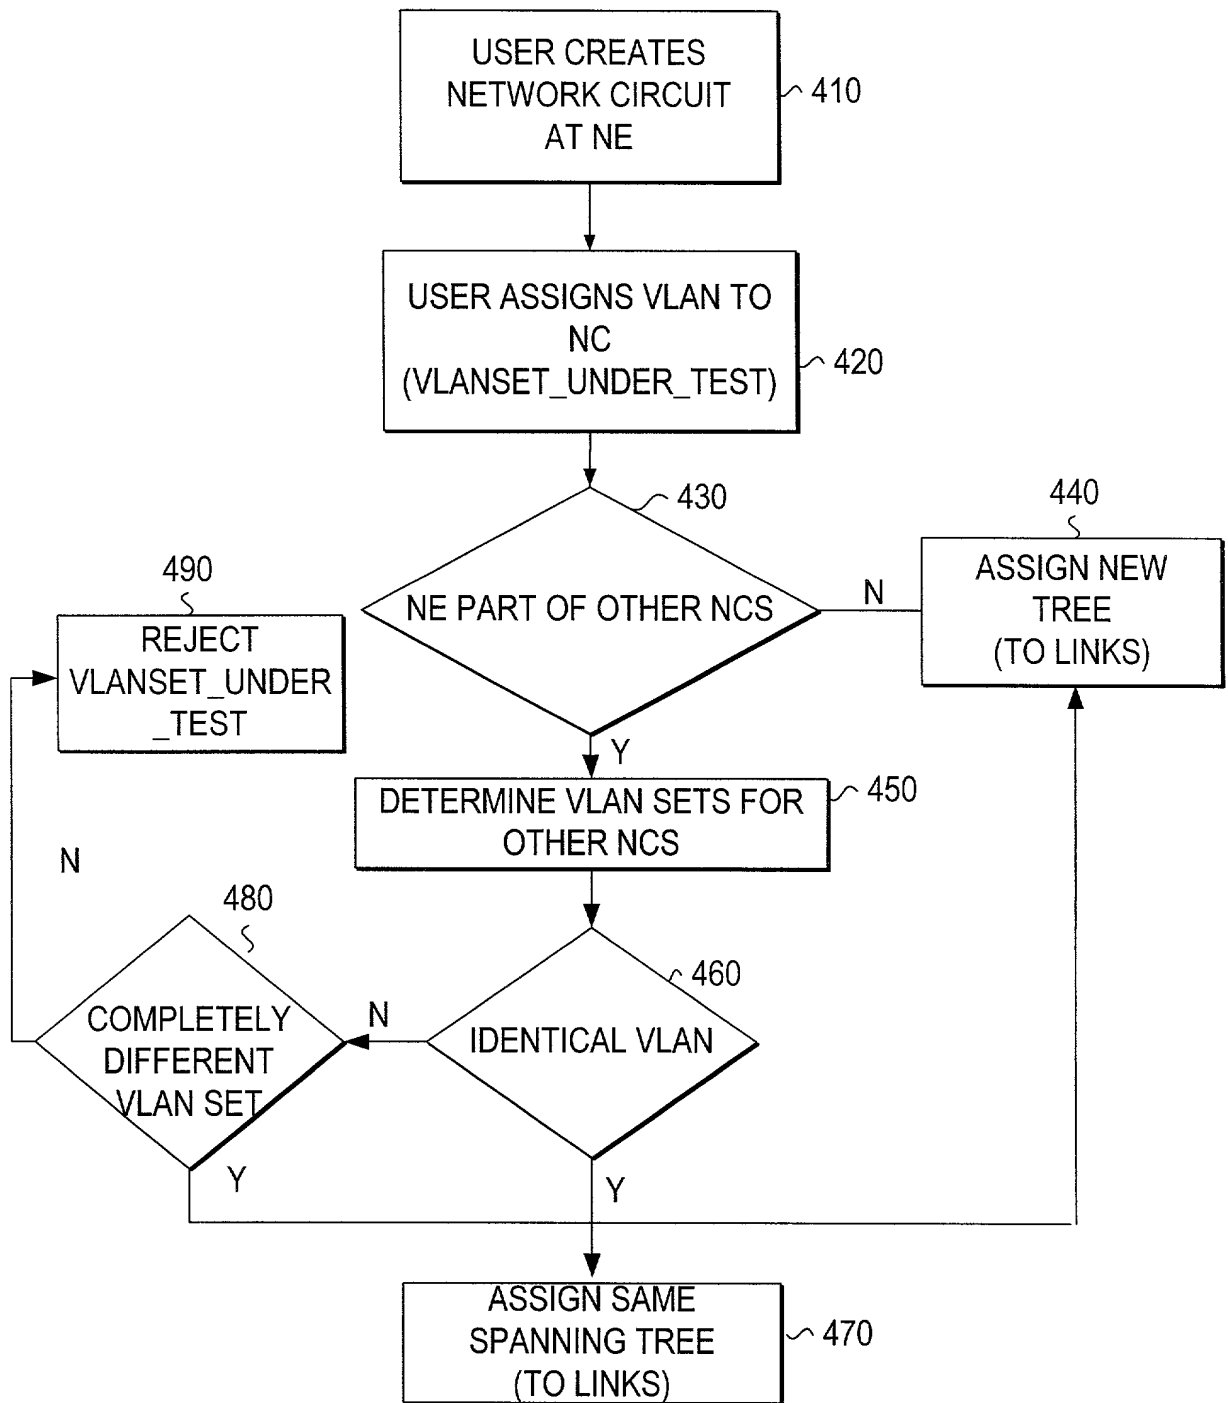 USER CREATES
NETWORK CIRCUIT
AT NE
410
USER ASSIGNS VLAN TO
NC
(VLANSET_UNDER_TEST)
420
430
NE PART OF OTHER NCS
N
Y
440
ASSIGN NEW
TREE
(TO LINKS)
490
REJECT
VLANSET_UNDER
_TEST
DETERMINE VLAN SETS FOR
OTHER NCS
450
N
480
COMPLETELY
DIFFERENT
VLAN SET
Y
N
460
IDENTICAL VLAN
Y
ASSIGN SAME
SPANNING TREE
(TO LINKS)
470